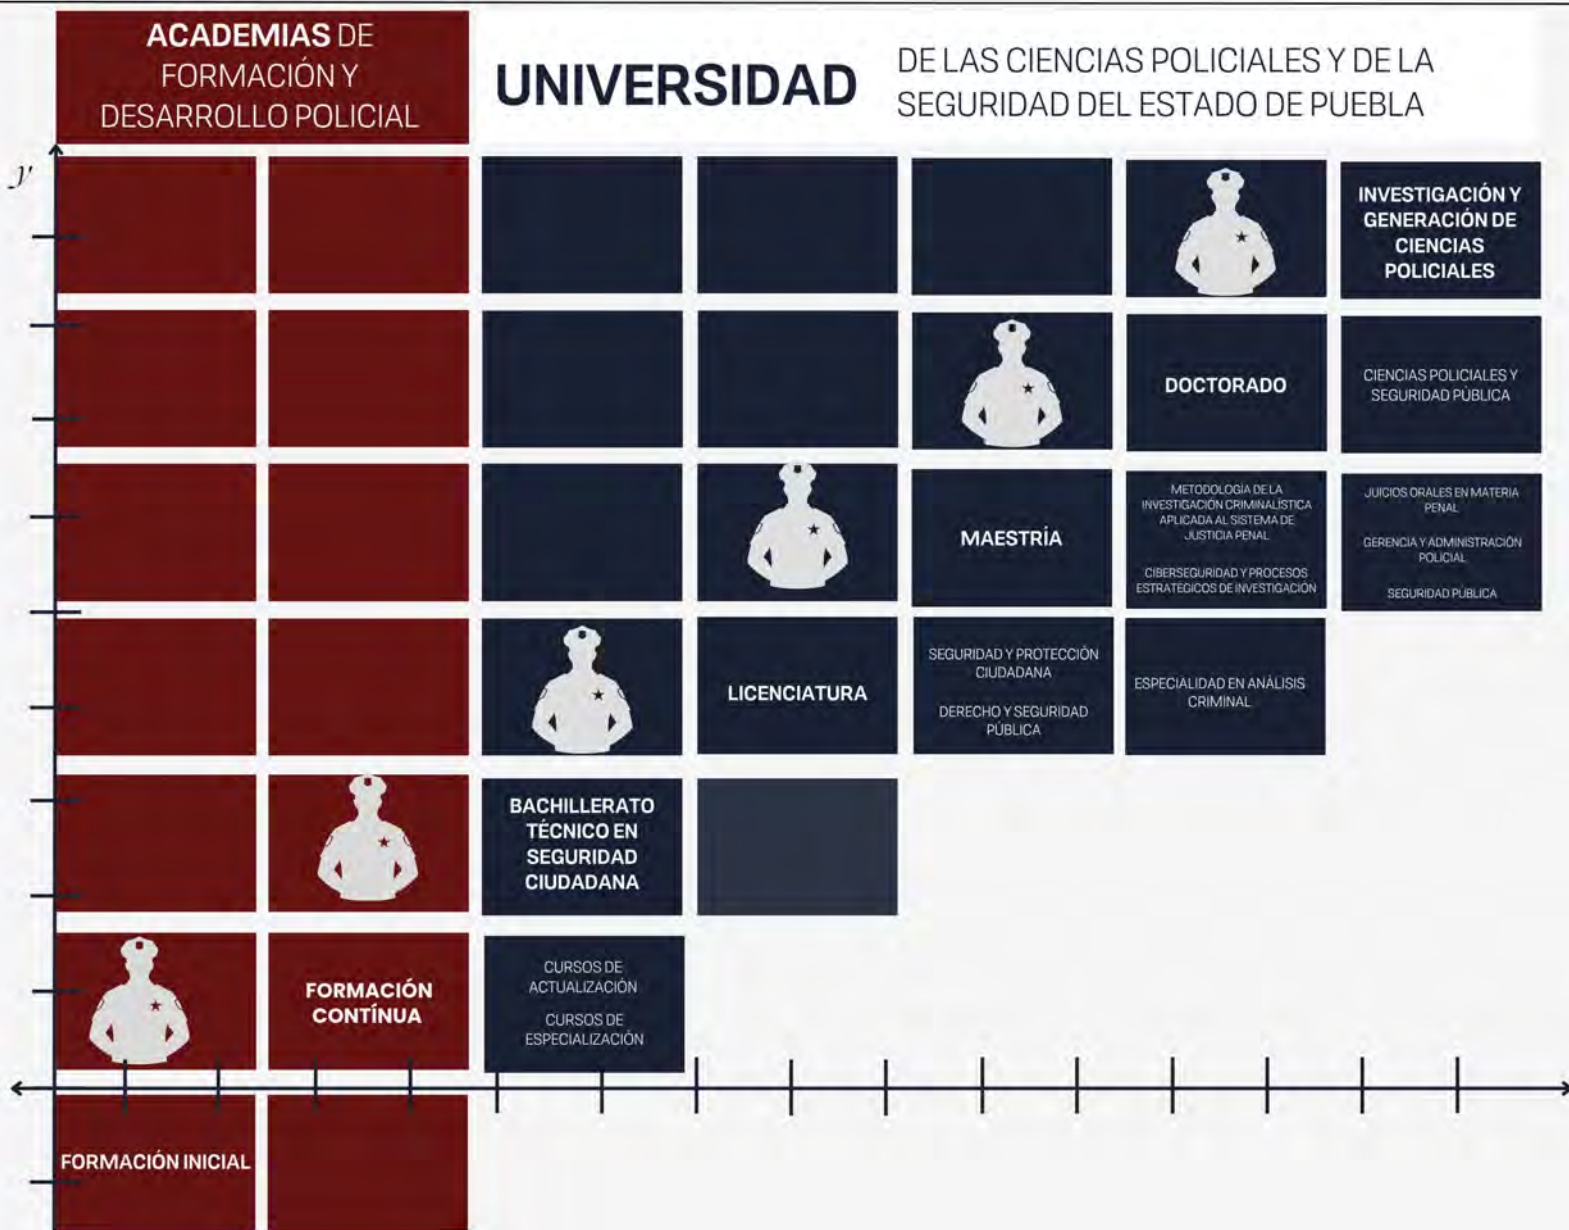 ACADEMIAS DE
FORMACIÓN Y
DESARROLLO POLICIAL
UNIVERSIDAD
DE LAS CIENCIAS POLICIALES Y DE LA
SEGURIDAD DEL ESTADO DE PUEBLA
y
INVESTIGACIÓN Y
GENERACIÓN DE
CIENCIAS
POLICIALES
DOCTORADO
CIENCIAS POLICIALES Y
SEGURIDAD PÚBLICA
MAESTRÍA
METODOLOGÍA DE LA
INVESTIGACIÓN CRIMINALÍSTICA
APLICADA AL SISTEMA DE
JUSTICIA PENAL
CIBERSEGURIDAD Y PROCESOS
ESTRATÉGICOS DE INVESTIGACIÓN
JUICIOS ORALES EN MATERIA
PENAL
GERENCIA Y ADMINISTRACIÓN
POLICIAL
SEGURIDAD PÚBLICA
LICENCIATURA
SEGURIDAD Y PROTECCIÓN
CIUDADANA
DERECHO Y SEGURIDAD
PÚBLICA
ESPECIALIDAD EN ANÁLISIS
CRIMINAL
BACHILLERATO
TÉCNICO EN
SEGURIDAD
CIUDADANA
FORMACIÓN
CONTÍNUA
CURSOS DE
ACTUALIZACIÓN
CURSOS DE
ESPECIALIZACIÓN
FORMACIÓN INICIAL